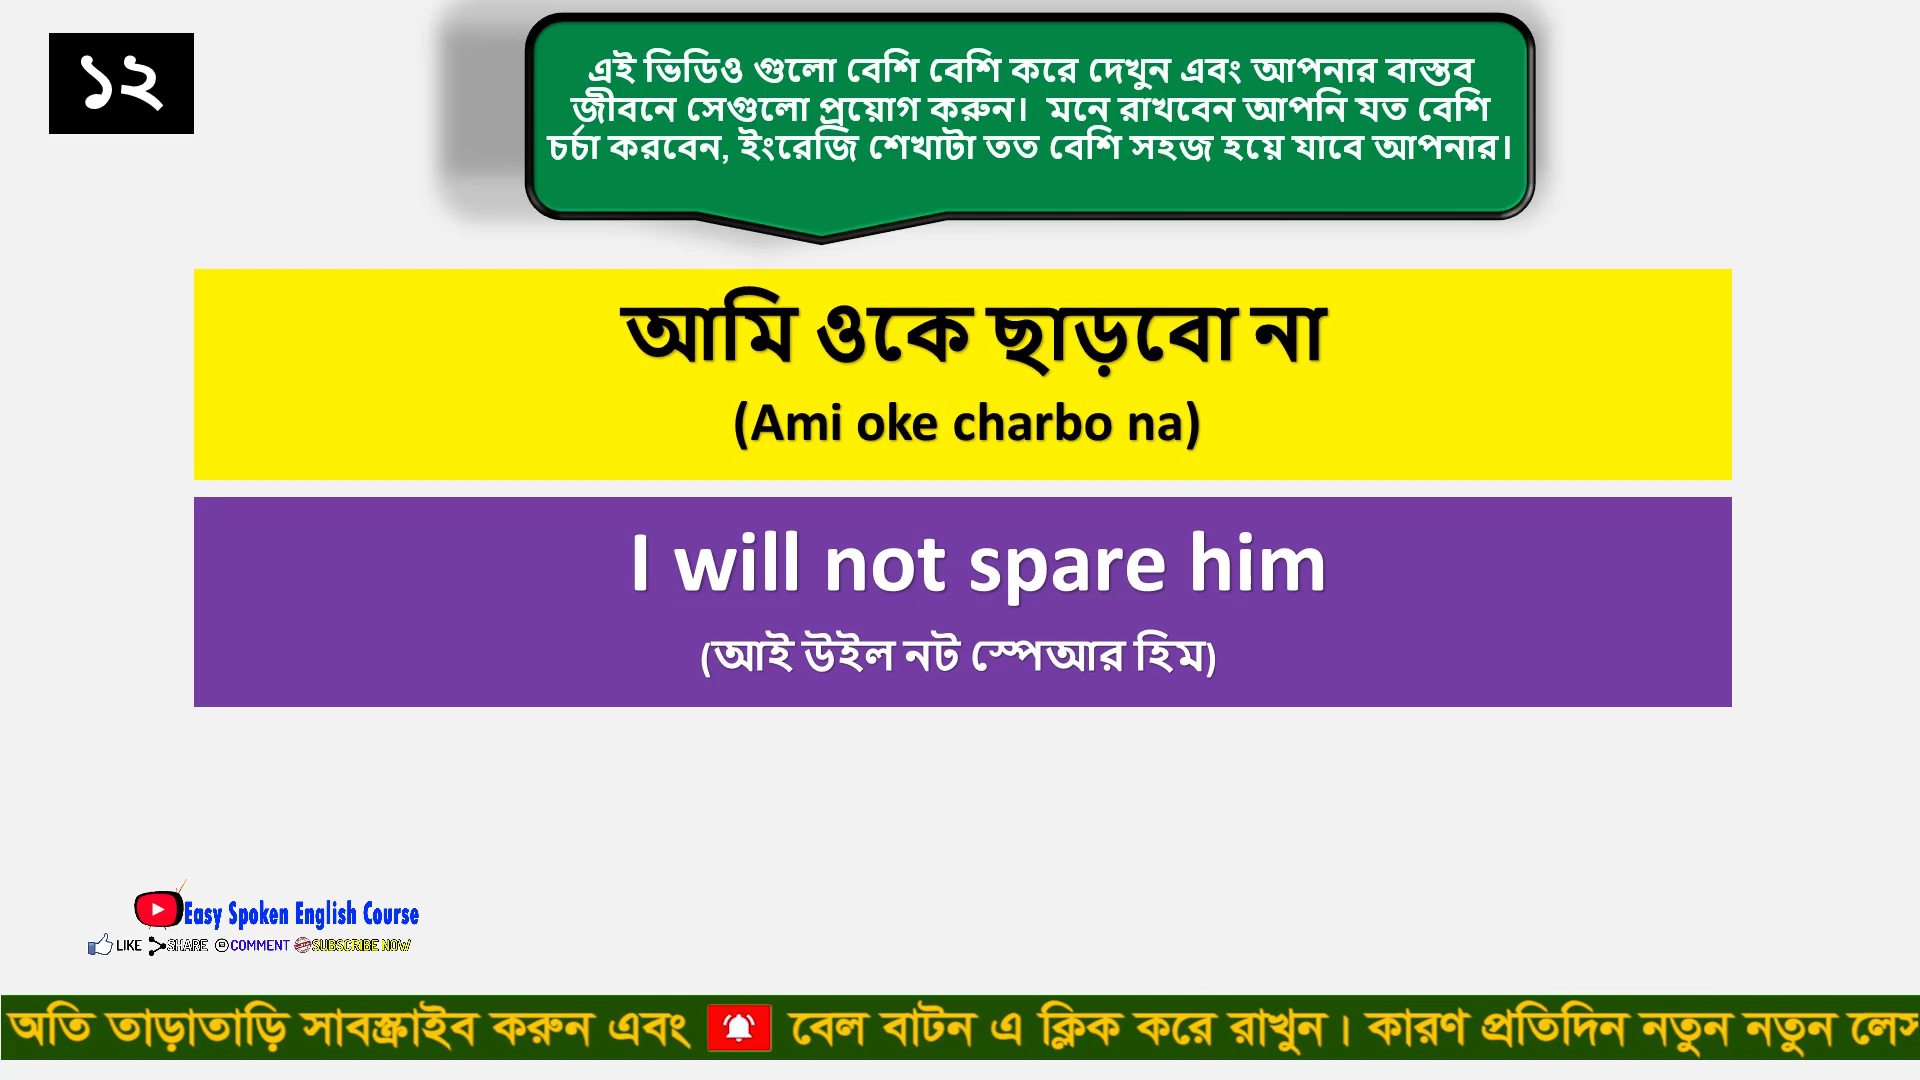 ১২
এই ভিডিও গুলো বেশি বেশি করে দেখুন এবং আপনার বাস্তব
জীবনে সেগুলো প্রয়োগ করুন। মনে রাখবেন আপনি যত বেশি
চর্চা করবেন, ইংরেজি শেখাটা তত বেশি সহজ হয়ে যাবে আপনার।
আমি ওকে ছাড়বো না
(Ami oke charbo na)
I will not spare him
(আই উইল নট স্পেআর হিম)
Easy Spoken English Course
LIKE SHARE COMMENT SUBSCRIBE NOW
অতি তাড়াতাড়ি সাবস্ক্রাইব করুন এবং বেল বাটন এ ক্লিক করে রাখুন। কারণ প্রতিদিন নতুন নতুন